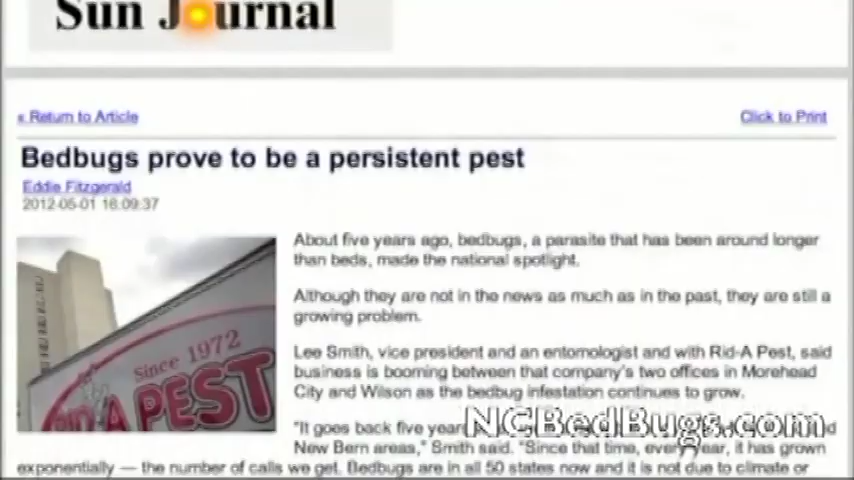 Sun Journal
« Return to Article
Click to Print
Bedbugs prove to be a persistent pest
Eddie Fitzgerald
2012-05-01 16:09:37
About five years ago, bedbugs, a parasite that has been around longer
than beds, made the national spotlight.
Although they are not in the news as much as in the past, they are still a
growing problem.
Since 1972
RID-A PEST
Lee Smith, vice president and an entomologist and with Rid-A Pest, said
business is booming between that company's two offices in Morehead
City and Wilson as the bedbug infestation continues to grow.
"It goes back five year
NCBedBugs.com
New Bern areas," Smith said. "Since that time, every year, it has grown
exponentially — the number of calls we get. Bedbugs are in all 50 states now and it is not due to climate or